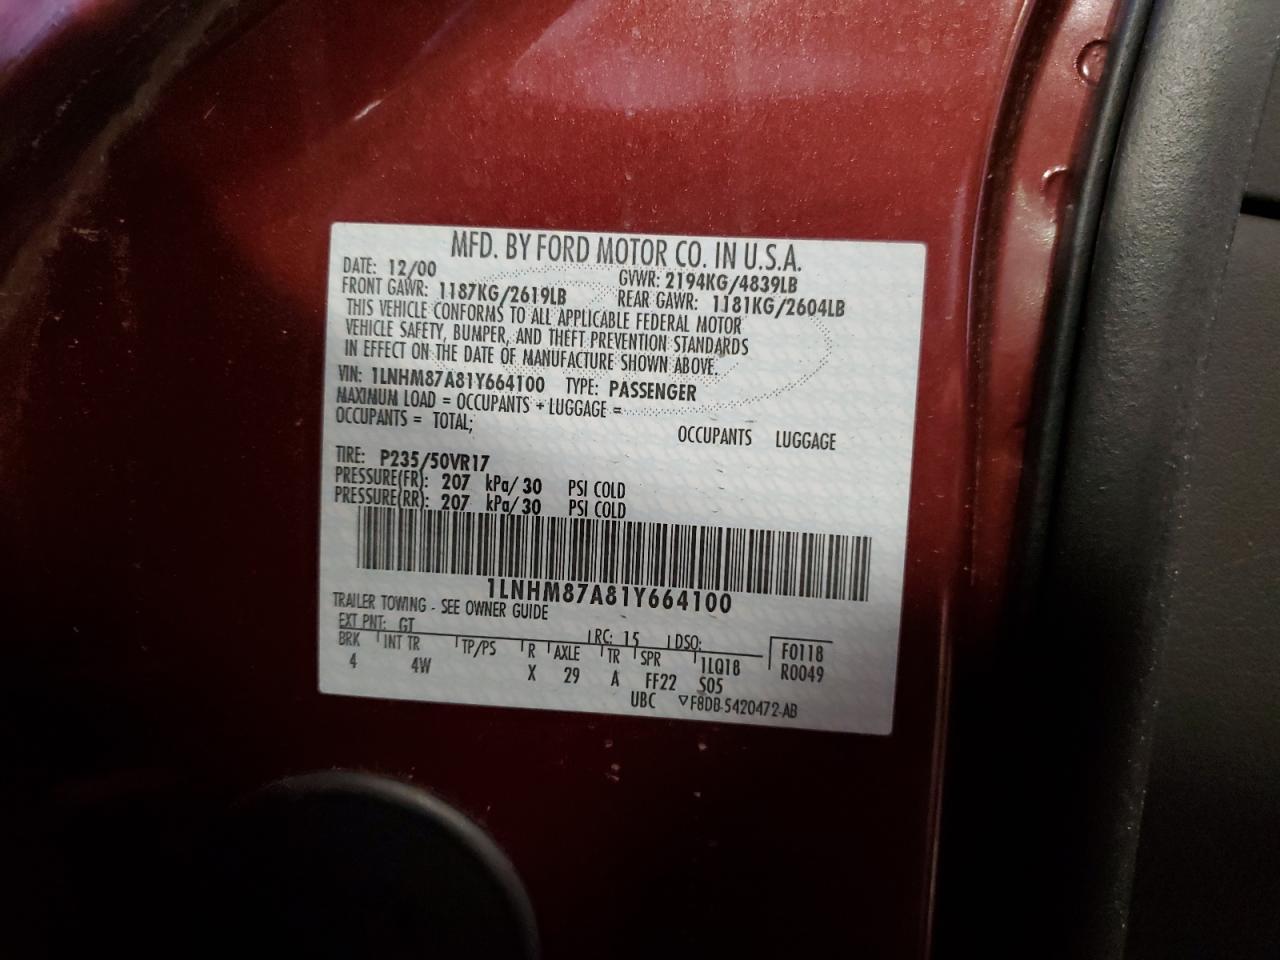 MFD. BY FORD MOTOR CO. IN U.S.A.
DATE: 12/00 GVWR: 2194KG/4839LB
FRONT GAWR: 1187KG/2619LB REAR GAWR: 1181KG/2604LB
THIS VEHICLE CONFORMS TO ALL APPLICABLE FEDERAL MOTOR
VEHICLE SAFETY, BUMPER, AND THEFT PREVENTION STANDARDS
IN EFFECT ON THE DATE OF MANUFACTURE SHOWN ABOVE.
VIN: 1LNHM87A81Y664100 TYPE: PASSENGER
MAXIMUM LOAD = OCCUPANTS + LUGGAGE =
OCCUPANTS = TOTAL; OCCUPANTS LUGGAGE
TIRE: P235/50VR17
PRESSURE(FR): 207 kPa/30 PSI COLD
PRESSURE(RR): 207 kPa/30 PSI COLD
1LNHM87A81Y664100
TRAILER TOWING - SEE OWNER GUIDE
EXT PNT: GT RC: 15 DSO: F0118
BRK INT TR TP/PS R AXLE TR SPR 1LQ18 R0049
4 4W X 29 A FF22 S05
UBC ▽F8DB-5420472-AB